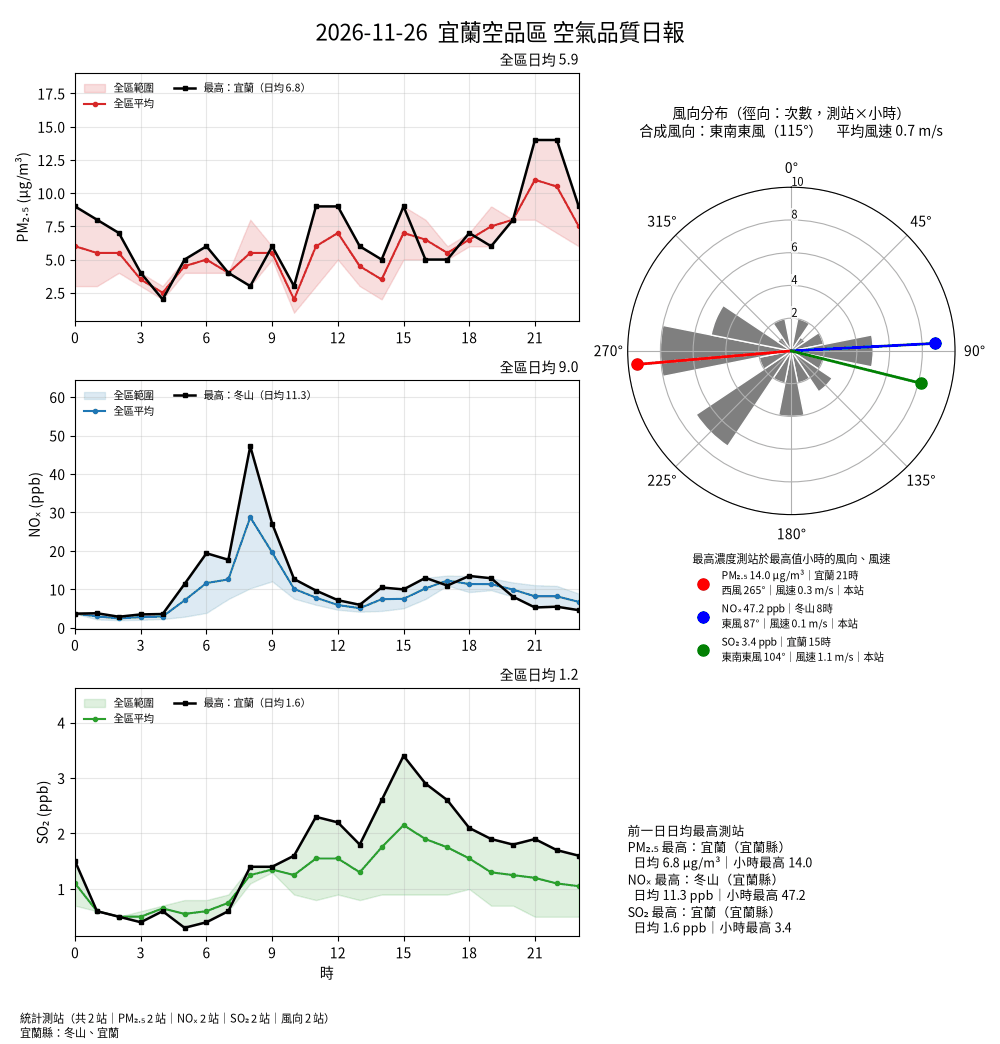 2026-11-26 宜蘭空品區 空氣品質日報
全區日均 5.9
全區範圍
全區平均
最高：宜蘭（日均 6.8）
PM₂.₅ (μg/m³)
17.5
15.0
12.5
10.0
7.5
5.0
2.5
0 3 6 9 12 15 18 21
全區日均 9.0
全區範圍
全區平均
最高：冬山（日均 11.3）
NOₓ (ppb)
60
50
40
30
20
10
0
0 3 6 9 12 15 18 21
全區日均 1.2
全區範圍
全區平均
最高：宜蘭（日均 1.6）
SO₂ (ppb)
4
3
2
1
0 3 6 9 12 15 18 21
時
風向分布（徑向：次數，測站×小時）
合成風向：東南東風（115°） 平均風速 0.7 m/s
0°
45°
90°
135°
180°
225°
270°
315°
10
8
6
4
2
最高濃度測站於最高值小時的風向、風速
PM₂.₅ 14.0 μg/m³｜宜蘭 21時
西風 265°｜風速 0.3 m/s｜本站
NOₓ 47.2 ppb｜冬山 8時
東風 87°｜風速 0.1 m/s｜本站
SO₂ 3.4 ppb｜宜蘭 15時
東南東風 104°｜風速 1.1 m/s｜本站
前一日日均最高測站
PM₂.₅ 最高：宜蘭（宜蘭縣）
日均 6.8 μg/m³｜小時最高 14.0
NOₓ 最高：冬山（宜蘭縣）
日均 11.3 ppb｜小時最高 47.2
SO₂ 最高：宜蘭（宜蘭縣）
日均 1.6 ppb｜小時最高 3.4
統計測站（共 2 站｜PM₂.₅ 2 站｜NOₓ 2 站｜SO₂ 2 站｜風向 2 站）
宜蘭縣：冬山、宜蘭